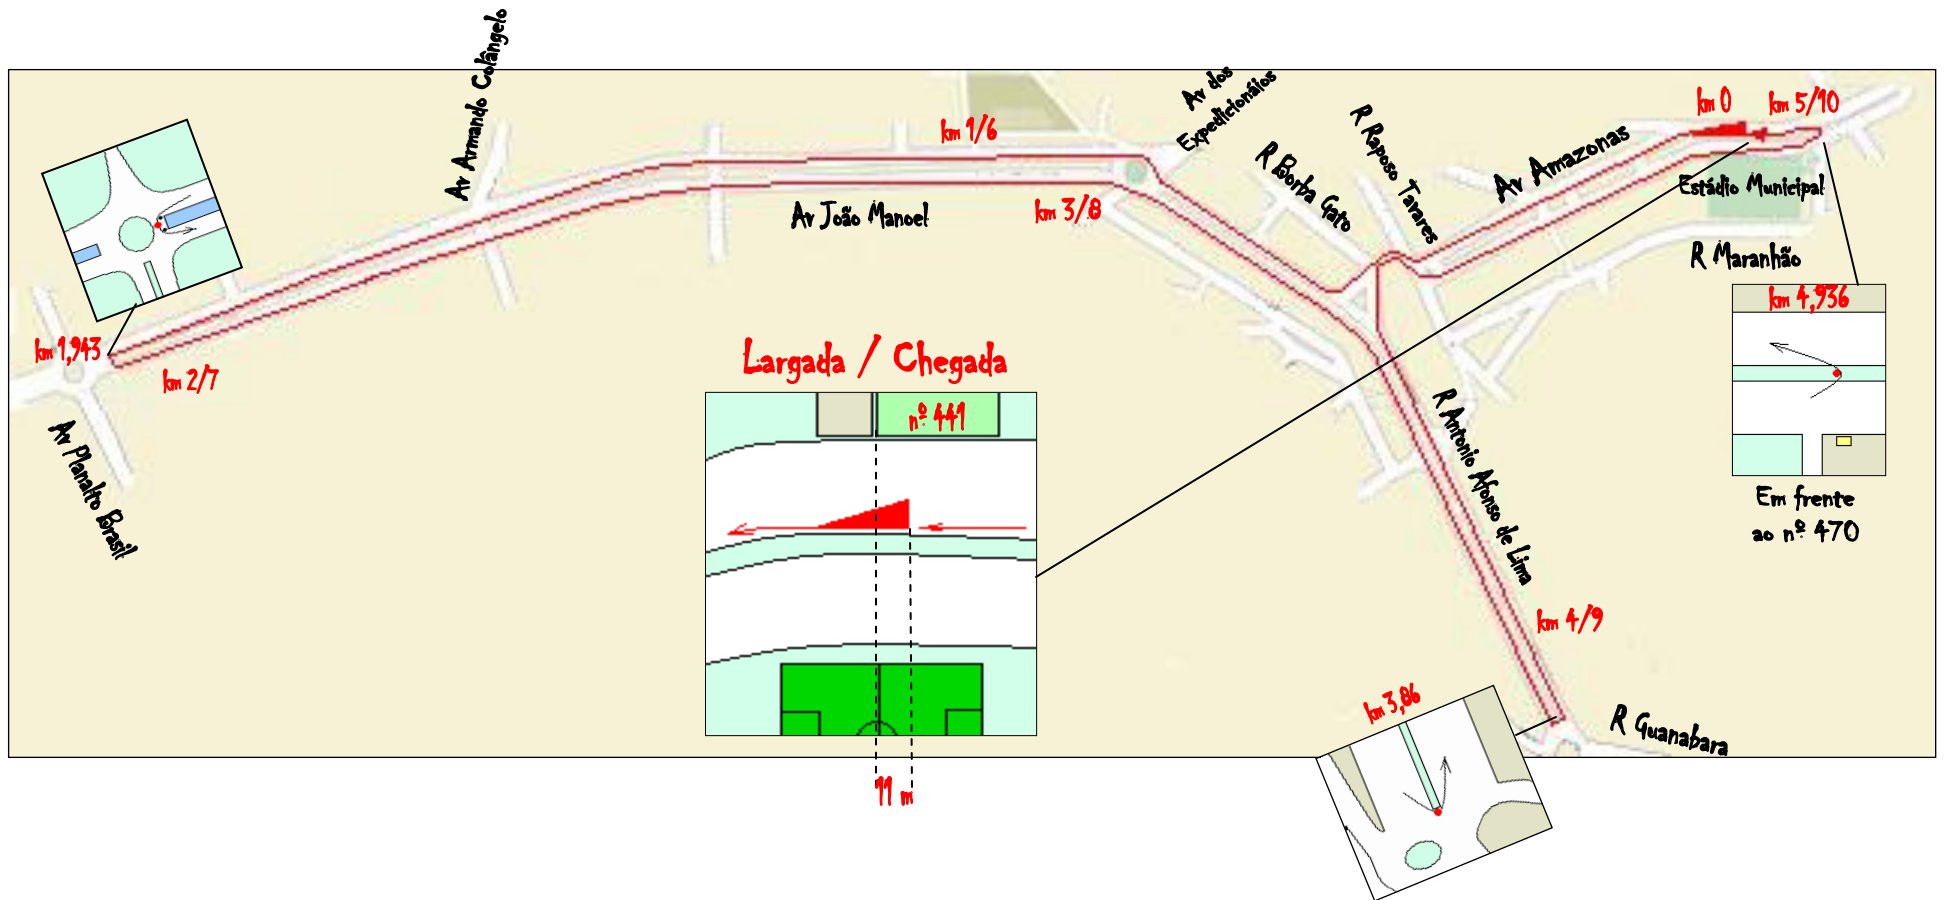 Av Armando Colângelo
Av dos
Expedicionáios
km 0
km 5/10
km 1/6
R Raposo Tavares
R Borba Gato
Av Amazonas
Estádio Municipal
Av João Manoel
km 3/8
R Maranhão
km 4,936
km 1,943
km 2/7
Largada / Chegada
nº 441
R Antonio Afonso de Lima
Em frente
ao nº 470
Av Planalto Brasil
km 4/9
km 3,86
R Guanabara
11 m